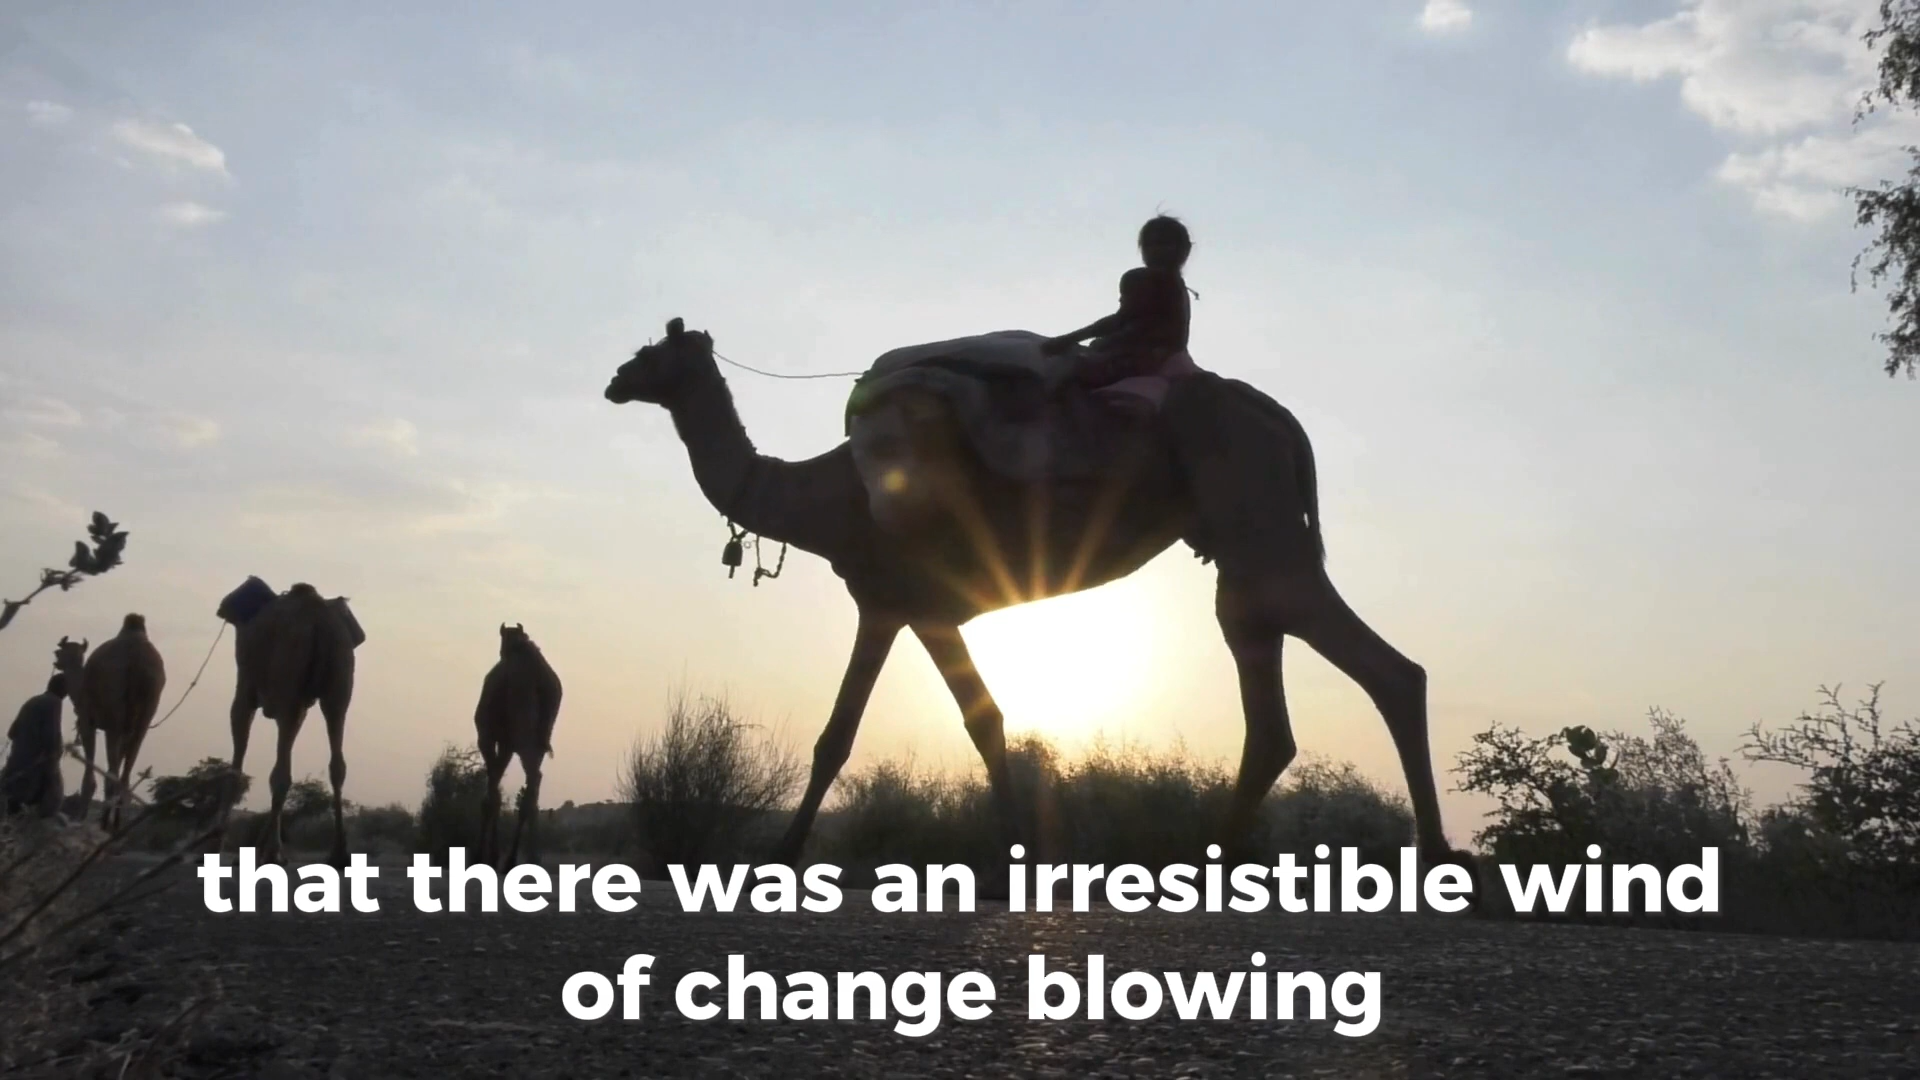 that there was an irresistible wind
of change blowing